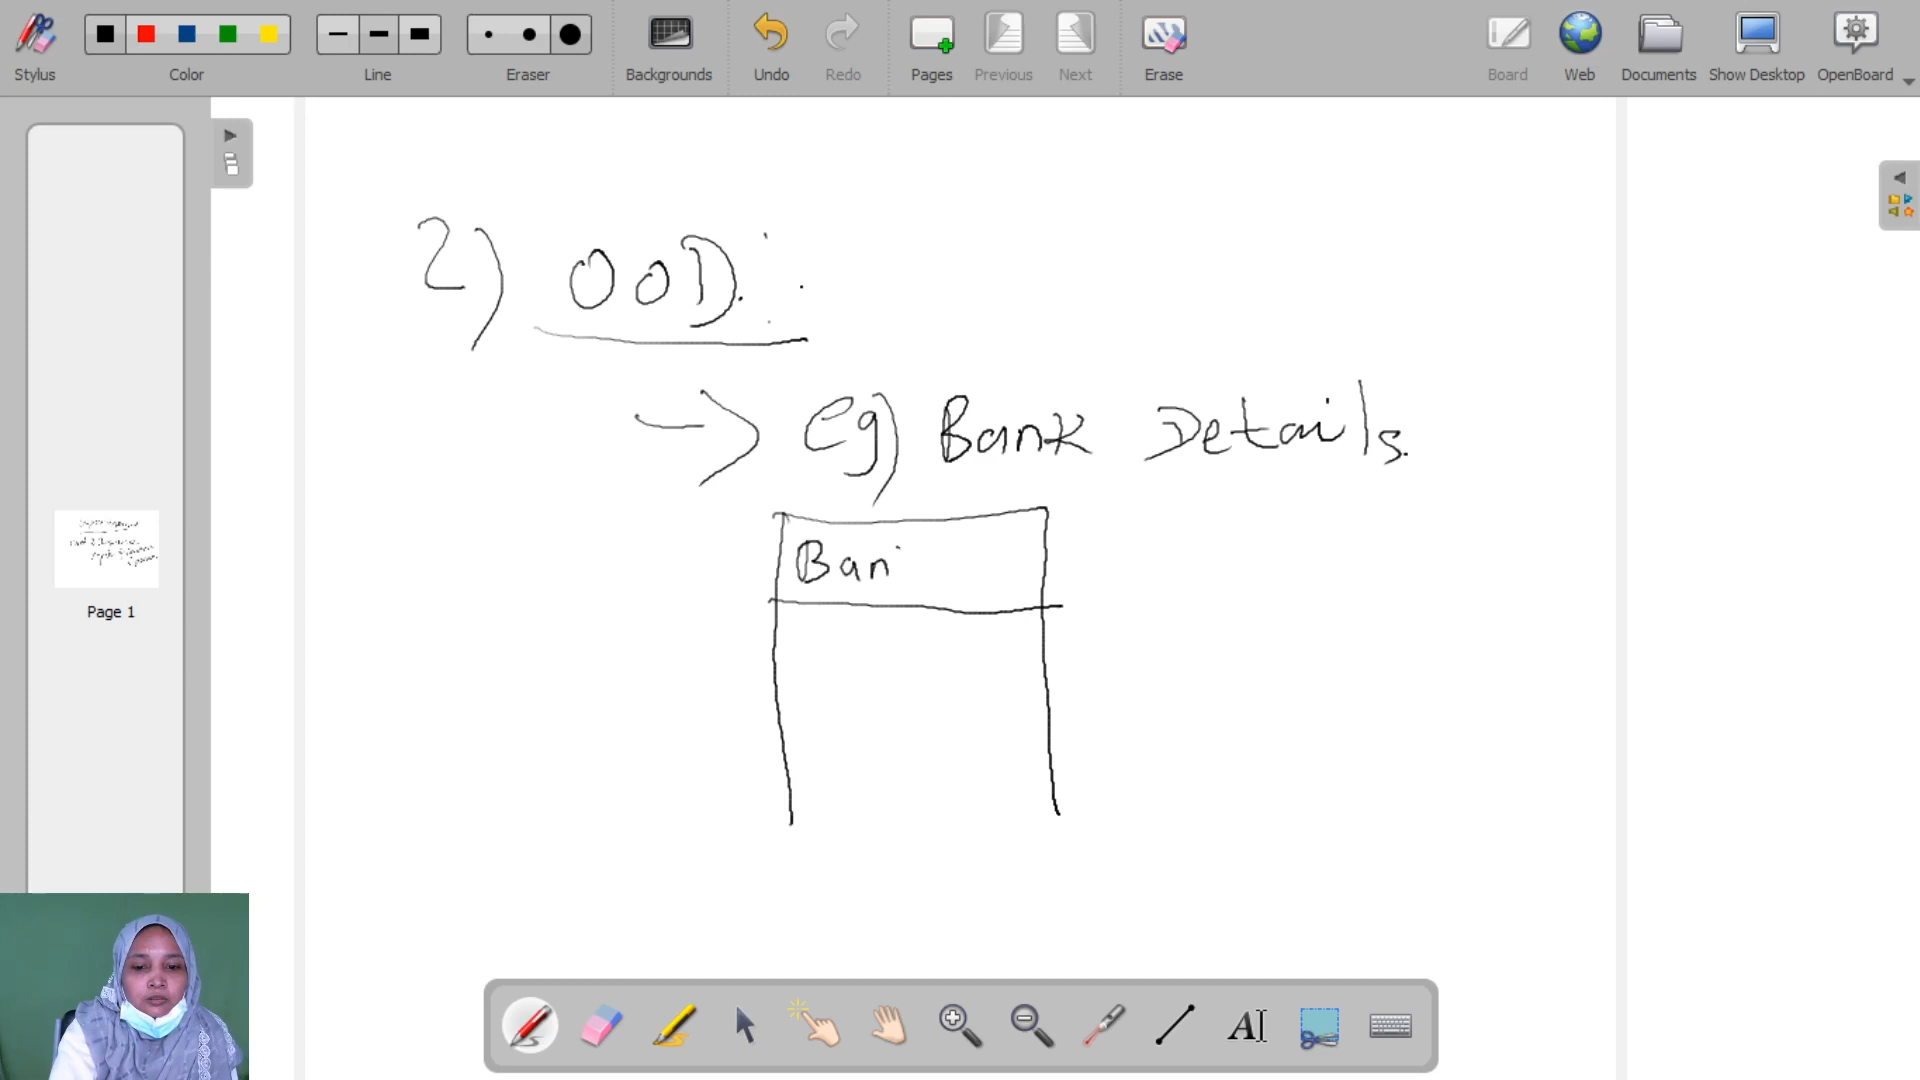 Stylus
Color
Line
Eraser
Backgrounds
Undo
Redo
Pages
Previous
Next
Erase
Board
Web
Documents
Show Desktop
OpenBoard
2) OOD:
→ Eg) Bank Details.
Ban
Page 1